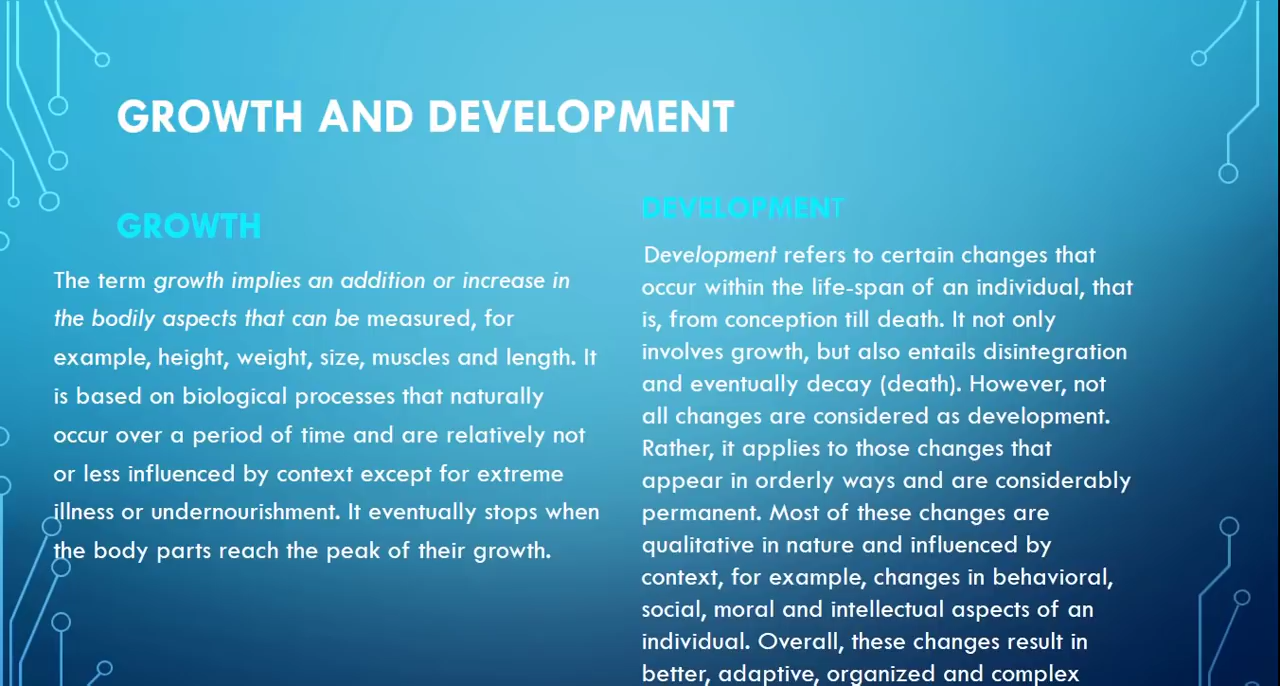 GROWTH AND DEVELOPMENT
GROWTH
The term growth implies an addition or increase in
the bodily aspects that can be measured, for
example, height, weight, size, muscles and length. It
is based on biological processes that naturally
occur over a period of time and are relatively not
or less influenced by context except for extreme
illness or undernourishment. It eventually stops when
the body parts reach the peak of their growth.
DEVELOPMENT
Development refers to certain changes that
occur within the life-span of an individual, that
is, from conception till death. It not only
involves growth, but also entails disintegration
and eventually decay (death). However, not
all changes are considered as development.
Rather, it applies to those changes that
appear in orderly ways and are considerably
permanent. Most of these changes are
qualitative in nature and influenced by
context, for example, changes in behavioral,
social, moral and intellectual aspects of an
individual. Overall, these changes result in
better, adaptive, organized and complex